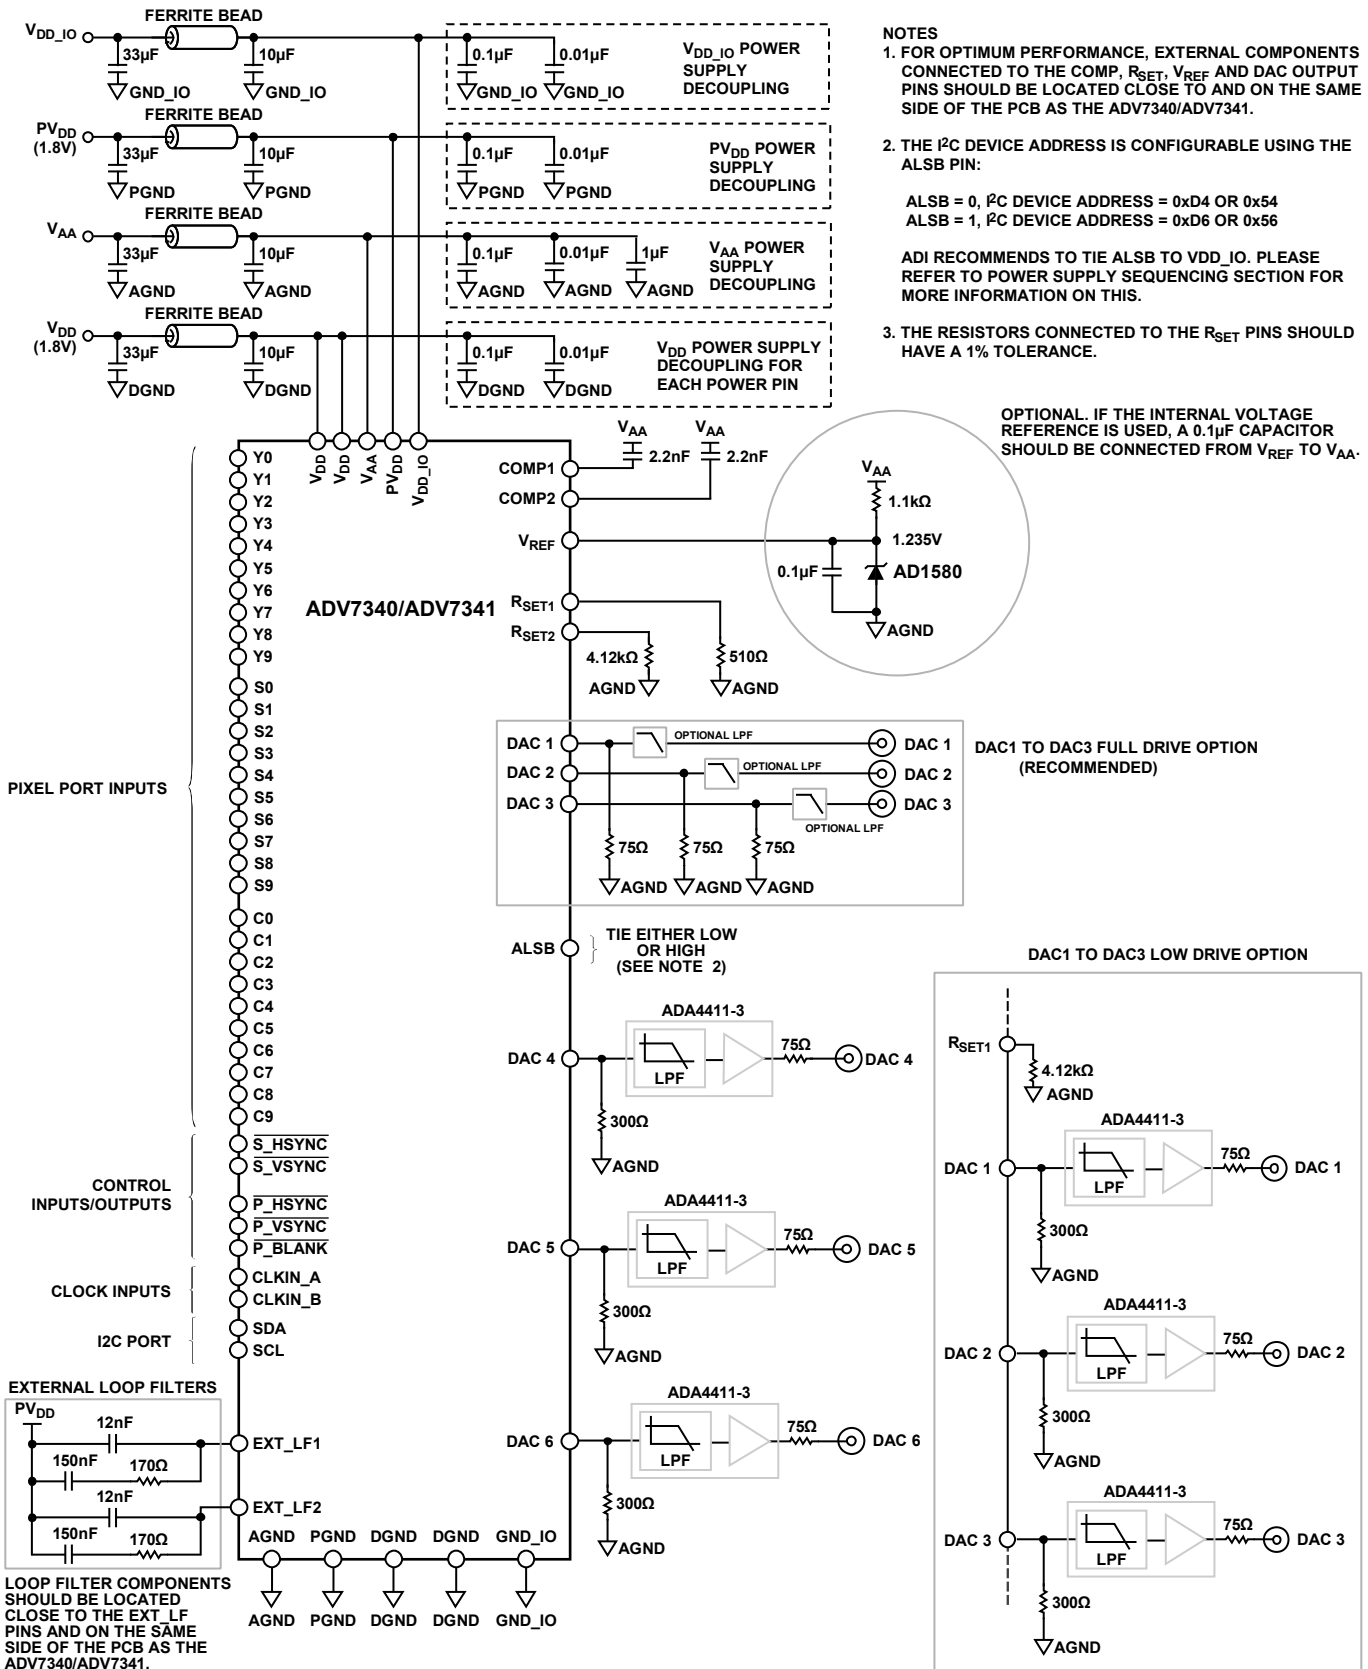 FERRITE BEAD
VDD_IO
33µF
10µF
GND_IO
GND_IO
0.1µF
0.01µF
GND_IO
GND_IO
VDD_IO POWER
SUPPLY
DECOUPLING
FERRITE BEAD
PVDD
(1.8V)
33µF
10µF
PGND
PGND
0.1µF
0.01µF
PGND
PGND
PVDD POWER
SUPPLY
DECOUPLING
FERRITE BEAD
VAA
33µF
10µF
AGND
AGND
0.1µF
0.01µF
1µF
AGND
AGND
AGND
VAA POWER
SUPPLY
DECOUPLING
FERRITE BEAD
VDD
(1.8V)
33µF
10µF
DGND
DGND
0.1µF
0.01µF
DGND
DGND
VDD POWER SUPPLY
DECOUPLING FOR
EACH POWER PIN
NOTES
1. FOR OPTIMUM PERFORMANCE, EXTERNAL COMPONENTS
CONNECTED TO THE COMP, RSET, VREF AND DAC OUTPUT
PINS SHOULD BE LOCATED CLOSE TO AND ON THE SAME
SIDE OF THE PCB AS THE ADV7340/ADV7341.
2. THE I2C DEVICE ADDRESS IS CONFIGURABLE USING THE
ALSB PIN:
ALSB = 0, I2C DEVICE ADDRESS = 0xD4 OR 0x54
ALSB = 1, I2C DEVICE ADDRESS = 0xD6 OR 0x56
ADI RECOMMENDS TO TIE ALSB TO VDD_IO. PLEASE
REFER TO POWER SUPPLY SEQUENCING SECTION FOR
MORE INFORMATION ON THIS.
3. THE RESISTORS CONNECTED TO THE RSET PINS SHOULD
HAVE A 1% TOLERANCE.
OPTIONAL. IF THE INTERNAL VOLTAGE
REFERENCE IS USED, A 0.1µF CAPACITOR
SHOULD BE CONNECTED FROM VREF TO VAA.
VAA
1.1kΩ
1.235V
0.1µF
AD1580
AGND
VDD
VDD
VAA
PVDD
VDD_IO
COMP1
COMP2
VAA
2.2nF
VAA
2.2nF
VREF
RSET1
RSET2
4.12kΩ
AGND
510Ω
AGND
ADV7340/ADV7341
PIXEL PORT INPUTS
Y0
Y1
Y2
Y3
Y4
Y5
Y6
Y7
Y8
Y9
S0
S1
S2
S3
S4
S5
S6
S7
S8
S9
C0
C1
C2
C3
C4
C5
C6
C7
C8
C9
CONTROL
INPUTS/OUTPUTS
S_HSYNC
S_VSYNC
P_HSYNC
P_VSYNC
P_BLANK
CLOCK INPUTS
CLKIN_A
CLKIN_B
I2C PORT
SDA
SCL
EXTERNAL LOOP FILTERS
PVDD
12nF
150nF
170Ω
12nF
150nF
170Ω
EXT_LF1
EXT_LF2
LOOP FILTER COMPONENTS
SHOULD BE LOCATED
CLOSE TO THE EXT_LF
PINS AND ON THE SAME
SIDE OF THE PCB AS THE
ADV7340/ADV7341.
AGND
PGND
DGND
DGND
GND_IO
AGND
PGND
DGND
DGND
GND_IO
DAC 1
OPTIONAL LPF
DAC 1
DAC 2
OPTIONAL LPF
DAC 2
DAC 3
OPTIONAL LPF
DAC 3
75Ω
75Ω
75Ω
AGND
AGND
AGND
DAC1 TO DAC3 FULL DRIVE OPTION
(RECOMMENDED)
ALSB
TIE EITHER LOW
OR HIGH
(SEE NOTE 2)
ADA4411-3
DAC 4
LPF
75Ω
DAC 4
300Ω
AGND
ADA4411-3
DAC 5
LPF
75Ω
DAC 5
300Ω
AGND
ADA4411-3
DAC 6
LPF
75Ω
DAC 6
300Ω
AGND
DAC1 TO DAC3 LOW DRIVE OPTION
RSET1
4.12kΩ
AGND
ADA4411-3
DAC 1
LPF
75Ω
DAC 1
300Ω
AGND
ADA4411-3
DAC 2
LPF
75Ω
DAC 2
300Ω
AGND
ADA4411-3
DAC 3
LPF
75Ω
DAC 3
300Ω
AGND